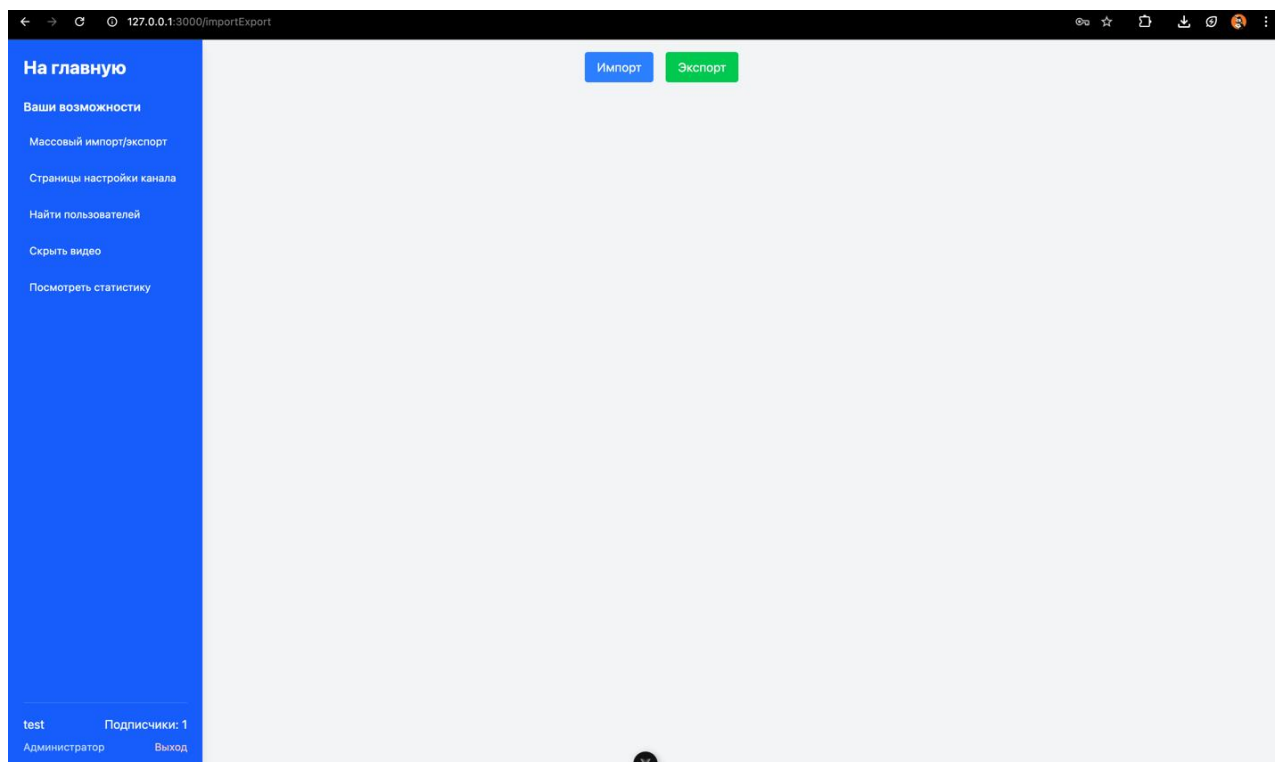 127.0.0.1:3000/importExport
На главную
Ваши возможности
Массовый импорт/экспорт
Страницы настройки канала
Найти пользователей
Скрыть видео
Посмотреть статистику
Импорт Экспорт
test Подписчики: 1
Администратор Выход